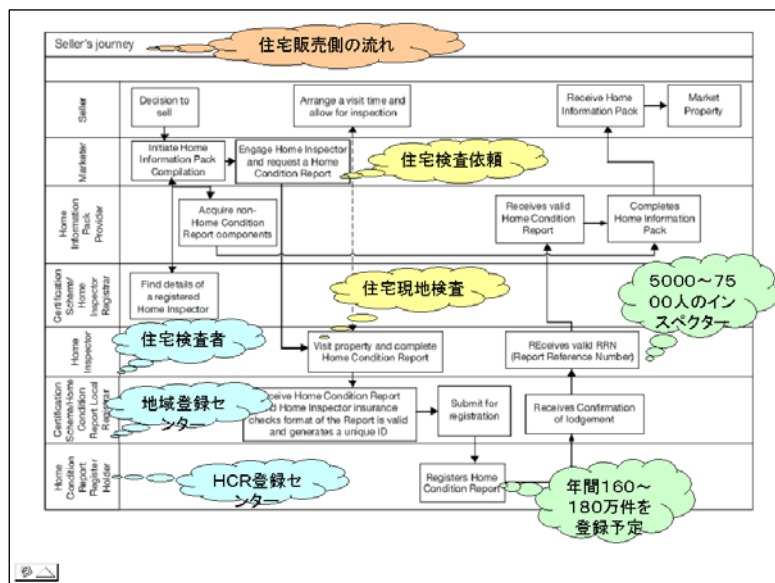 Seller's journey
住宅販売側の流れ
Seller
Decision to
sell
Arrange a visit time and
allow for inspection
Receive Home
Information Pack
Market
Property
Marketer
Initiate Home
Information Pack
Compilation
Engage Home Inspector
and request a Home
Condition Report
住宅検査依頼
Home
Information
Pack
Provider
Acquire non-
Home Condition
Report components
Receives valid
Home Condition
Report
Completes
Home Information
Pack
Certification
Scheme/
Home
Inspector
Registrar
Find details of
a registered
Home Inspector
住宅現地検査
5000～75
00人のイン
スペクター
Home
Inspector
住宅検査者
Visit property and complete
Home Condition Report
REceives valid RRN
(Report Reference Number)
Certification
Scheme/Home
Condition
Report Local
Registrar
地域登録セン
ター
eceive Home Condition Report
d Home Inspector insurance
checks format of the Report is valid
and generates a unique ID
Submit for
registration
Receives Confirmation
of lodgement
Home
Condition
Report
Register
Holder
HCR登録セ
ンター
Registers Home
Condition Report
年間160～
180万件を
登録予定